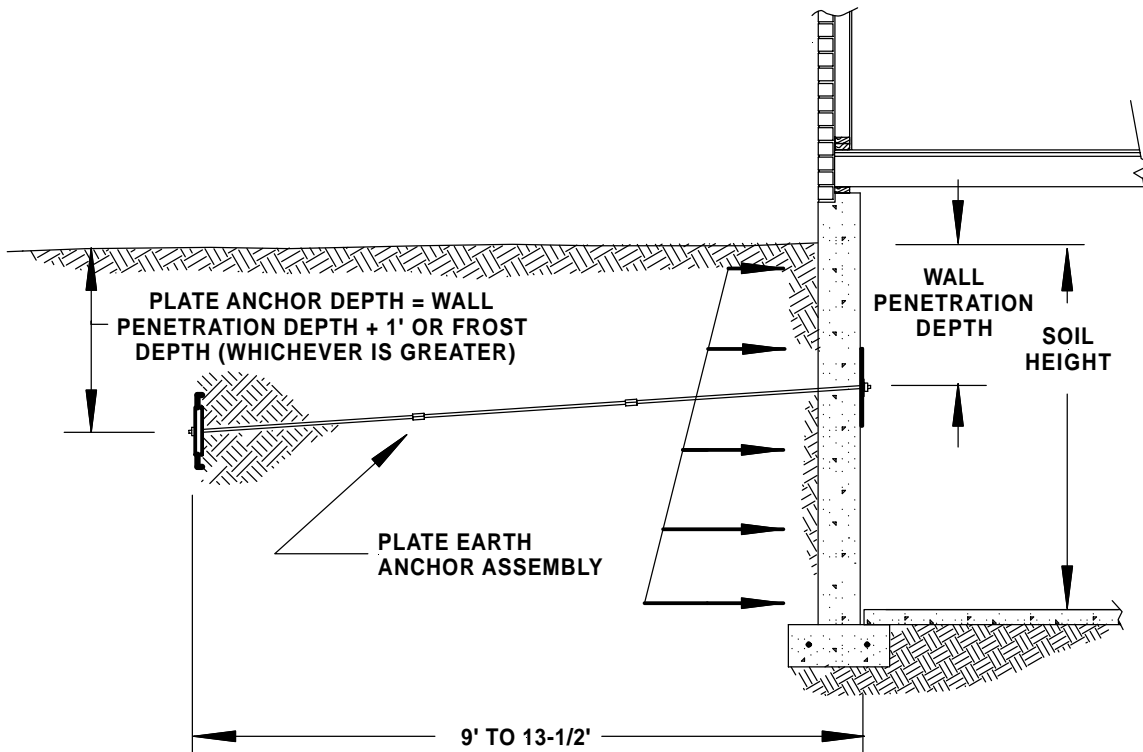 PLATE ANCHOR DEPTH = WALL
PENETRATION DEPTH + 1' OR FROST
DEPTH (WHICHEVER IS GREATER)
WALL
PENETRATION
DEPTH
SOIL
HEIGHT
PLATE EARTH
ANCHOR ASSEMBLY
9' TO 13-1/2'